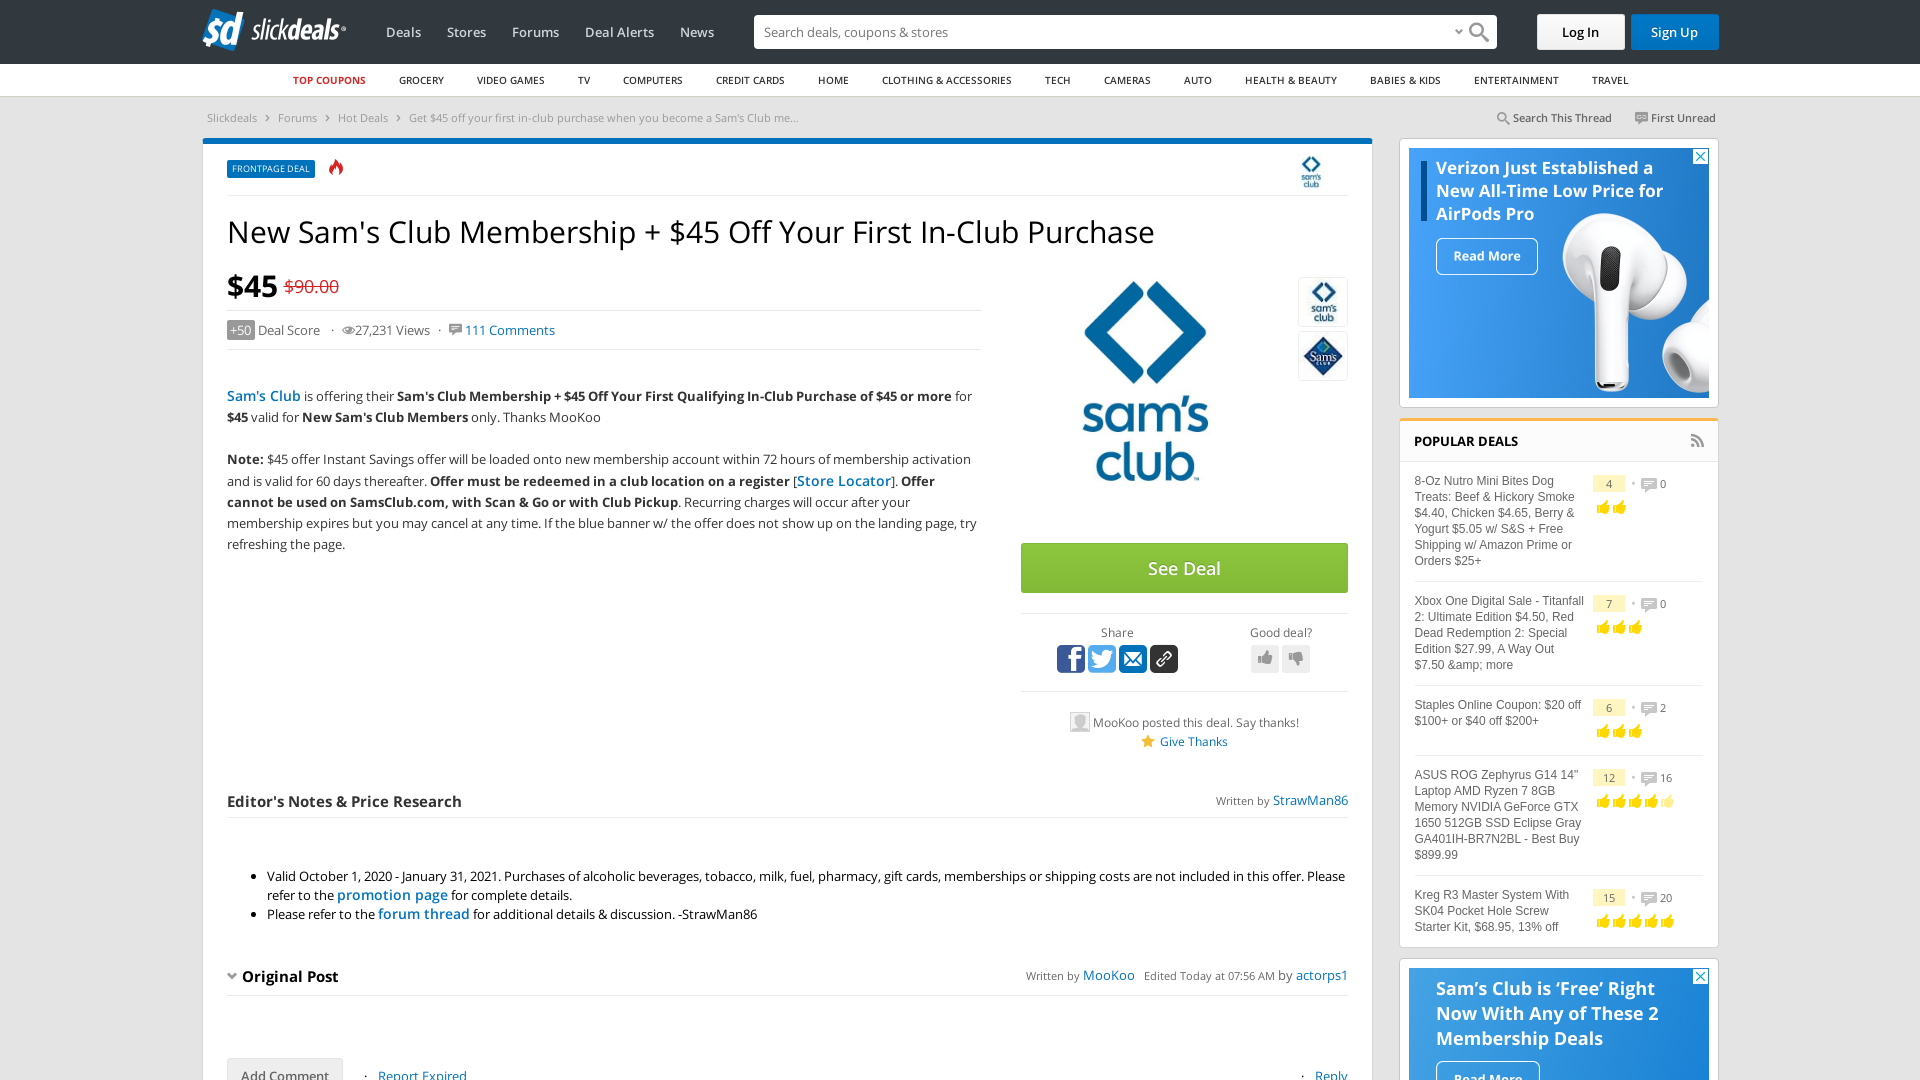 sd slickdeals
Deals
Stores
Forums
Deal Alerts
News
Search deals, coupons & stores
Log In
Sign Up
TOP COUPONS
GROCERY
VIDEO GAMES
TV
COMPUTERS
CREDIT CARDS
HOME
CLOTHING & ACCESSORIES
TECH
CAMERAS
AUTO
HEALTH & BEAUTY
BABIES & KIDS
ENTERTAINMENT
TRAVEL
Slickdeals › Forums › Hot Deals › Get $45 off your first in-club purchase when you become a Sam's Club me...
Search This Thread
First Unread
FRONTPAGE DEAL
sam's
club
New Sam's Club Membership + $45 Off Your First In-Club Purchase
$45 $90.00
+50 Deal Score · 27,231 Views · 111 Comments
Sam's Club is offering their Sam's Club Membership + $45 Off Your First Qualifying In-Club Purchase of $45 or more for
$45 valid for New Sam's Club Members only. Thanks MooKoo
Note: $45 offer Instant Savings offer will be loaded onto new membership account within 72 hours of membership activation
and is valid for 60 days thereafter. Offer must be redeemed in a club location on a register [Store Locator]. Offer
cannot be used on SamsClub.com, with Scan & Go or with Club Pickup. Recurring charges will occur after your
membership expires but you may cancel at any time. If the blue banner w/ the offer does not show up on the landing page, try
refreshing the page.
sam's
club™
sam's
club
Sam's
CLUB
See Deal
Share
Good deal?
MooKoo posted this deal. Say thanks!
Give Thanks
Editor's Notes & Price Research
Written by StrawMan86
• Valid October 1, 2020 - January 31, 2021. Purchases of alcoholic beverages, tobacco, milk, fuel, pharmacy, gift cards, memberships or shipping costs are not included in this offer. Please
refer to the promotion page for complete details.
• Please refer to the forum thread for additional details & discussion. -StrawMan86
Original Post
Written by MooKoo Edited Today at 07:56 AM by actorps1
Add Comment
· Report Expired
· Reply
Verizon Just Established a
New All-Time Low Price for
AirPods Pro
Read More
POPULAR DEALS
8-Oz Nutro Mini Bites Dog
Treats: Beef & Hickory Smoke
$4.40, Chicken $4.65, Berry &
Yogurt $5.05 w/ S&S + Free
Shipping w/ Amazon Prime or
Orders $25+
4 • 0
Xbox One Digital Sale - Titanfall
2: Ultimate Edition $4.50, Red
Dead Redemption 2: Special
Edition $27.99, A Way Out
$7.50 &amp; more
7 • 0
Staples Online Coupon: $20 off
$100+ or $40 off $200+
6 • 2
ASUS ROG Zephyrus G14 14"
Laptop AMD Ryzen 7 8GB
Memory NVIDIA GeForce GTX
1650 512GB SSD Eclipse Gray
GA401IH-BR7N2BL - Best Buy
$899.99
12 • 16
Kreg R3 Master System With
SK04 Pocket Hole Screw
Starter Kit, $68.95, 13% off
15 • 20
Sam's Club is ‘Free’ Right
Now With Any of These 2
Membership Deals
Read More